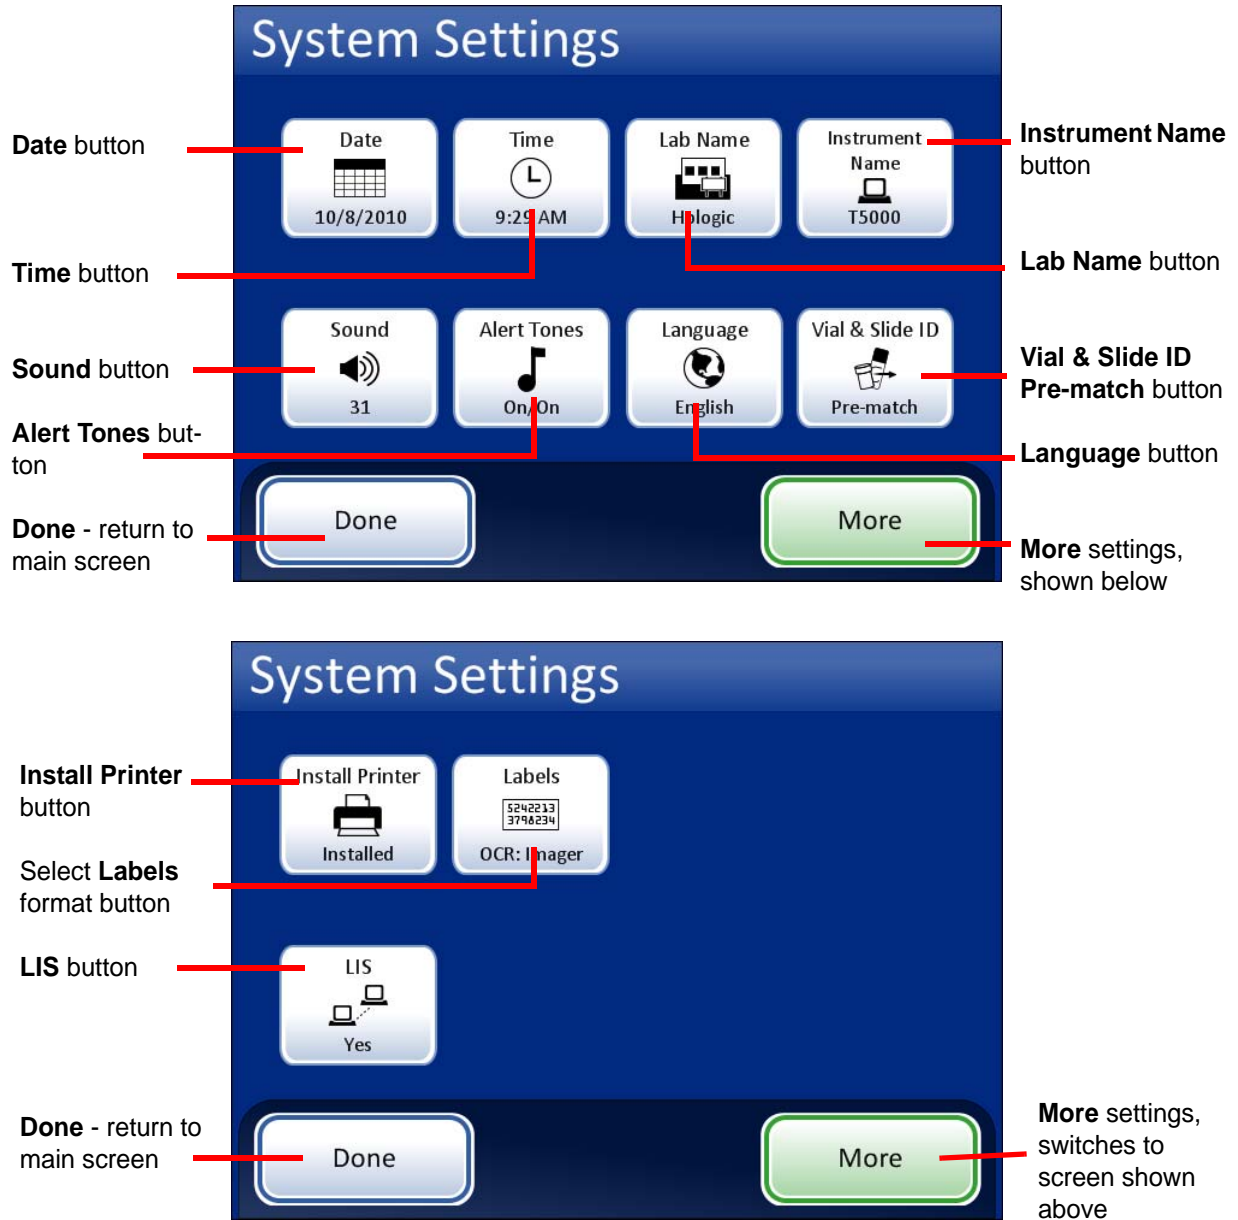 System Settings
Date button
Time button
Sound button
Alert Tones but-
ton
Done - return to
main screen
Date
10/8/2010
Time
9:29 AM
Lab Name
Hologic
Instrument
Name
T5000
Sound
31
Alert Tones
On/On
Language
English
Vial & Slide ID
Pre-match
Done
More
Instrument Name
button
Lab Name button
Vial & Slide ID
Pre-match button
Language button
More settings,
shown below
System Settings
Install Printer
button
Select Labels
format button
LIS button
Done - return to
main screen
Install Printer
Installed
Labels
5242213
3798234
OCR: Imager
LIS
Yes
Done
More
More settings,
switches to
screen shown
above